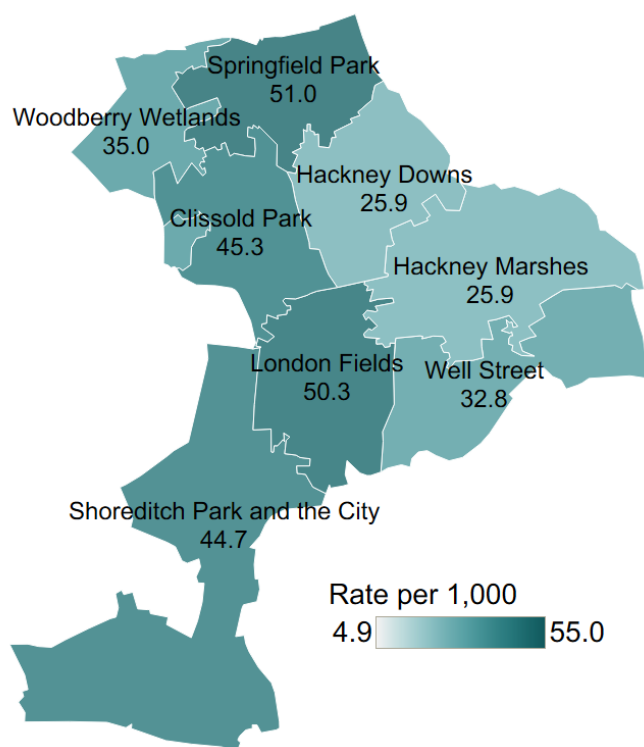 Springfield Park
51.0
Woodberry Wetlands
35.0
Hackney Downs
25.9
Clissold Park
45.3
Hackney Marshes
25.9
London Fields
50.3
Well Street
32.8
Shoreditch Park and the City
44.7
Rate per 1,000
4.9 55.0